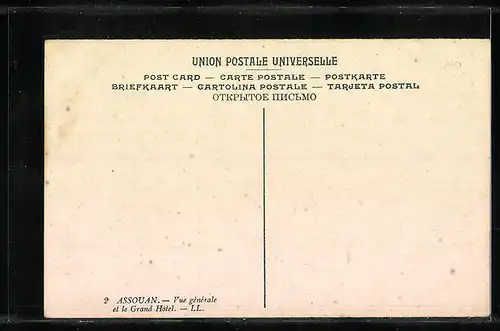 UNION POSTALE UNIVERSELLE
POST CARD — CARTE POSTALE — POSTKARTE
BRIEFKAART — CARTOLINA POSTALE — TARJETA POSTAL
ОТКРЫТОЕ ПИСЬМО
2 ASSOUAN. — Vue générale
et le Grand Hôtel. — LL.